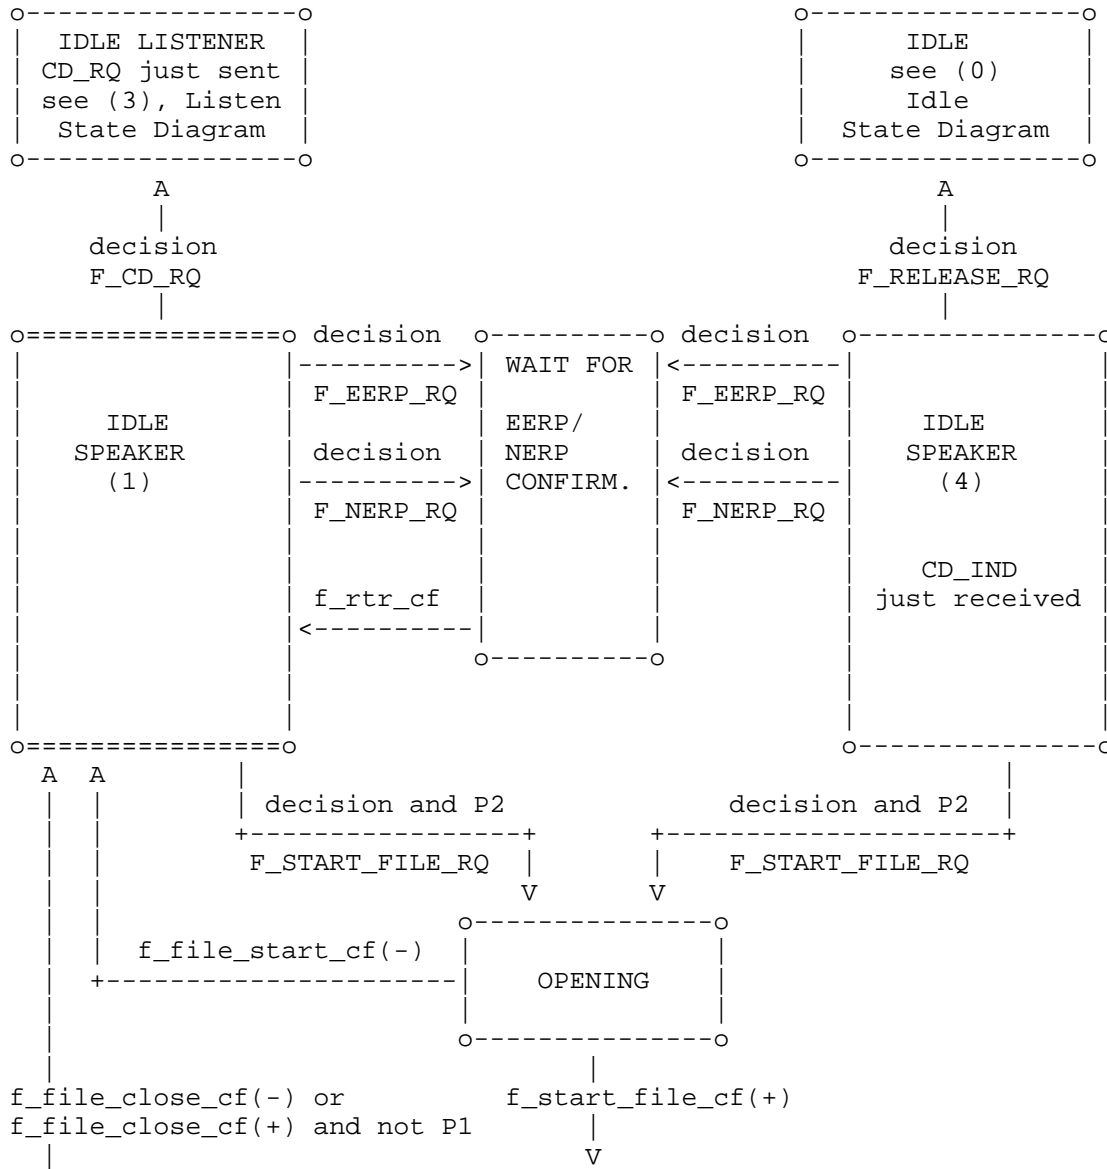 o-----------------o                                o-----------------o
|  IDLE LISTENER  |                                |      IDLE       |
| CD_RQ just sent |                                |     see (0)     |
| see (3), Listen |                                |      Idle       |
|  State Diagram  |                                |  State Diagram  |
o-----------------o                                o-----------------o
         A                                                  A
         |                                                  |
     decision                                           decision
     F_CD_RQ                                          F_RELEASE_RQ
         |                                                  |
o================o decision    o----------o  decision  o---------------o
|                |---------->| WAIT FOR |<----------|               |
|                | F_EERP_RQ |          | F_EERP_RQ |               |
|      IDLE      |           | EERP/    |           |     IDLE      |
|    SPEAKER     | decision  | NERP     | decision  |    SPEAKER    |
|      (1)       |---------->| CONFIRM. |<----------|      (4)      |
|                | F_NERP_RQ |          | F_NERP_RQ |               |
|                |           |          |           |               |
|                |           |          |           |    CD_IND     |
|                | f_rtr_cf  |          |           | just received |
|                |<----------|          |           |               |
|                |           o----------o           |               |
|                |                                  |               |
|                |                                  |               |
o================o                                  o---------------o
  A  A        |                                              |
  |  |        | decision and P2             decision and P2  |
  |  |        +-----------------+       +--------------------+
  |  |        F_START_FILE_RQ   |       |    F_START_FILE_RQ
  |  |                          V       V
  |  |                      o---------------o
  |  |  f_file_start_cf(-)  |               |
  |  +----------------------|    OPENING    |
  |                         |               |
  |                         o---------------o
  |                                 |
f_file_close_cf(-) or        f_start_file_cf(+)
f_file_close_cf(+) and not P1       |
  |                                 V